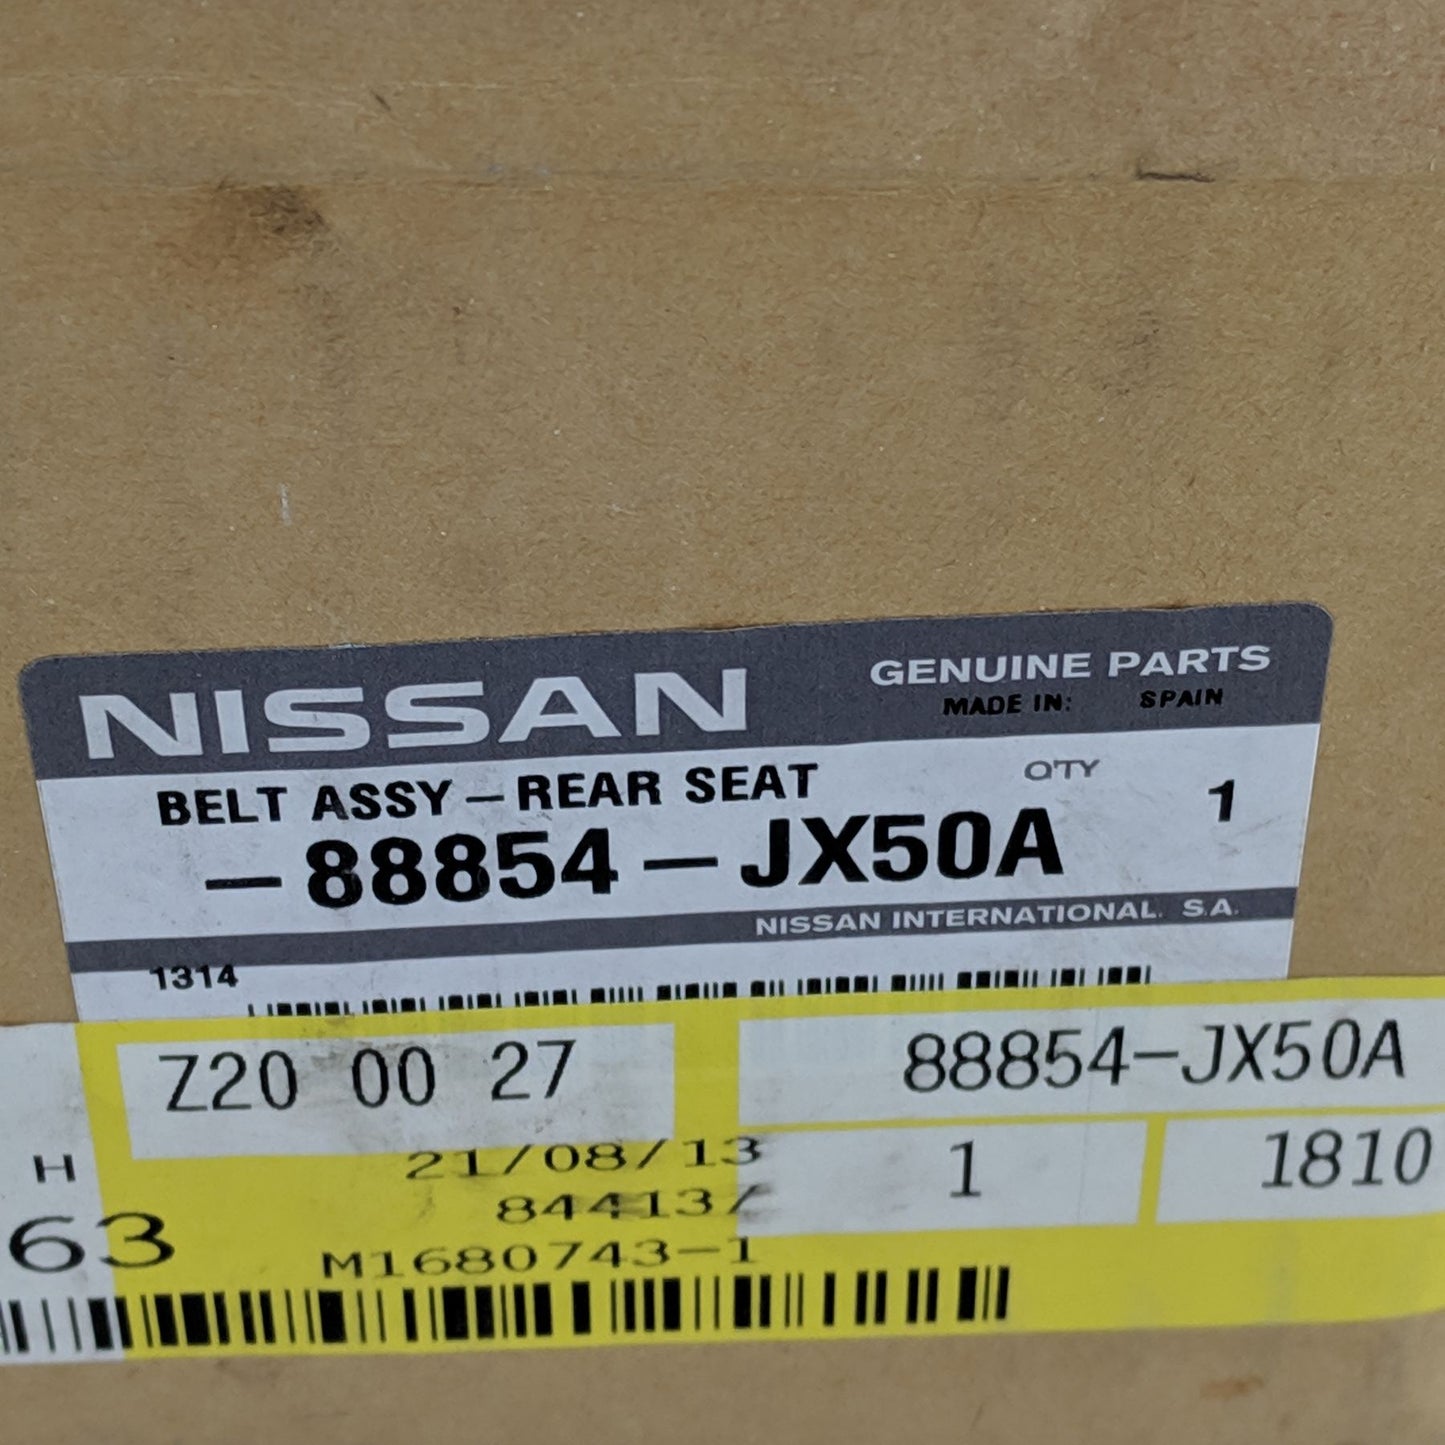 NISSAN
GENUINE PARTS
MADE IN: SPAIN
BELT ASSY-REAR SEAT
Q'TY 1
-88854-JX50A
NISSAN INTERNATIONAL. S.A.
1314
Z20 00 27
88854-JX50A
H
21/08/13
1
1810
84413/
63
M1680743-1